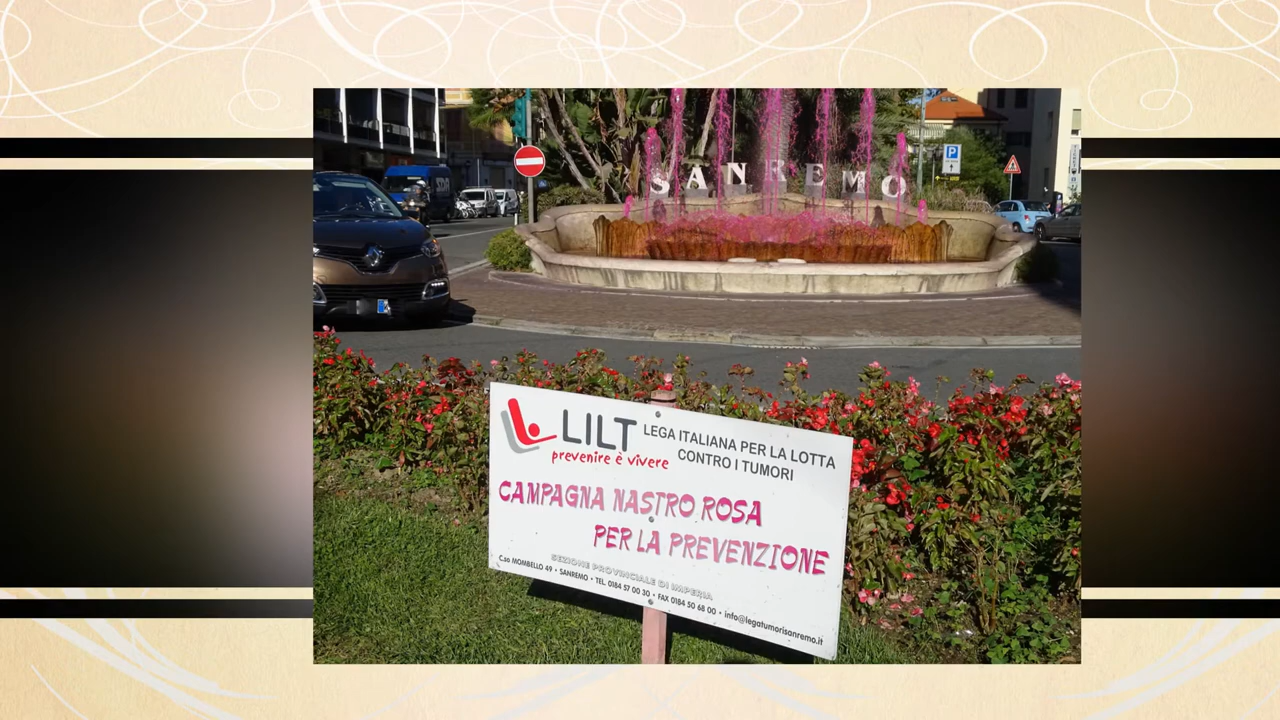 SANREMO
P
LILT LEGA ITALIANA PER LA LOTTA
CONTRO I TUMORI
prevenire è vivere
CAMPAGNA NASTRO ROSA
PER LA PREVENZIONE
SEZIONE PROVINCIALE DI IMPERIA
C.so MOMBELLO 49 • SANREMO • TEL. 0184 57 00 30 • FAX 0184 50 68 00 • info@legatumorisanremo.it